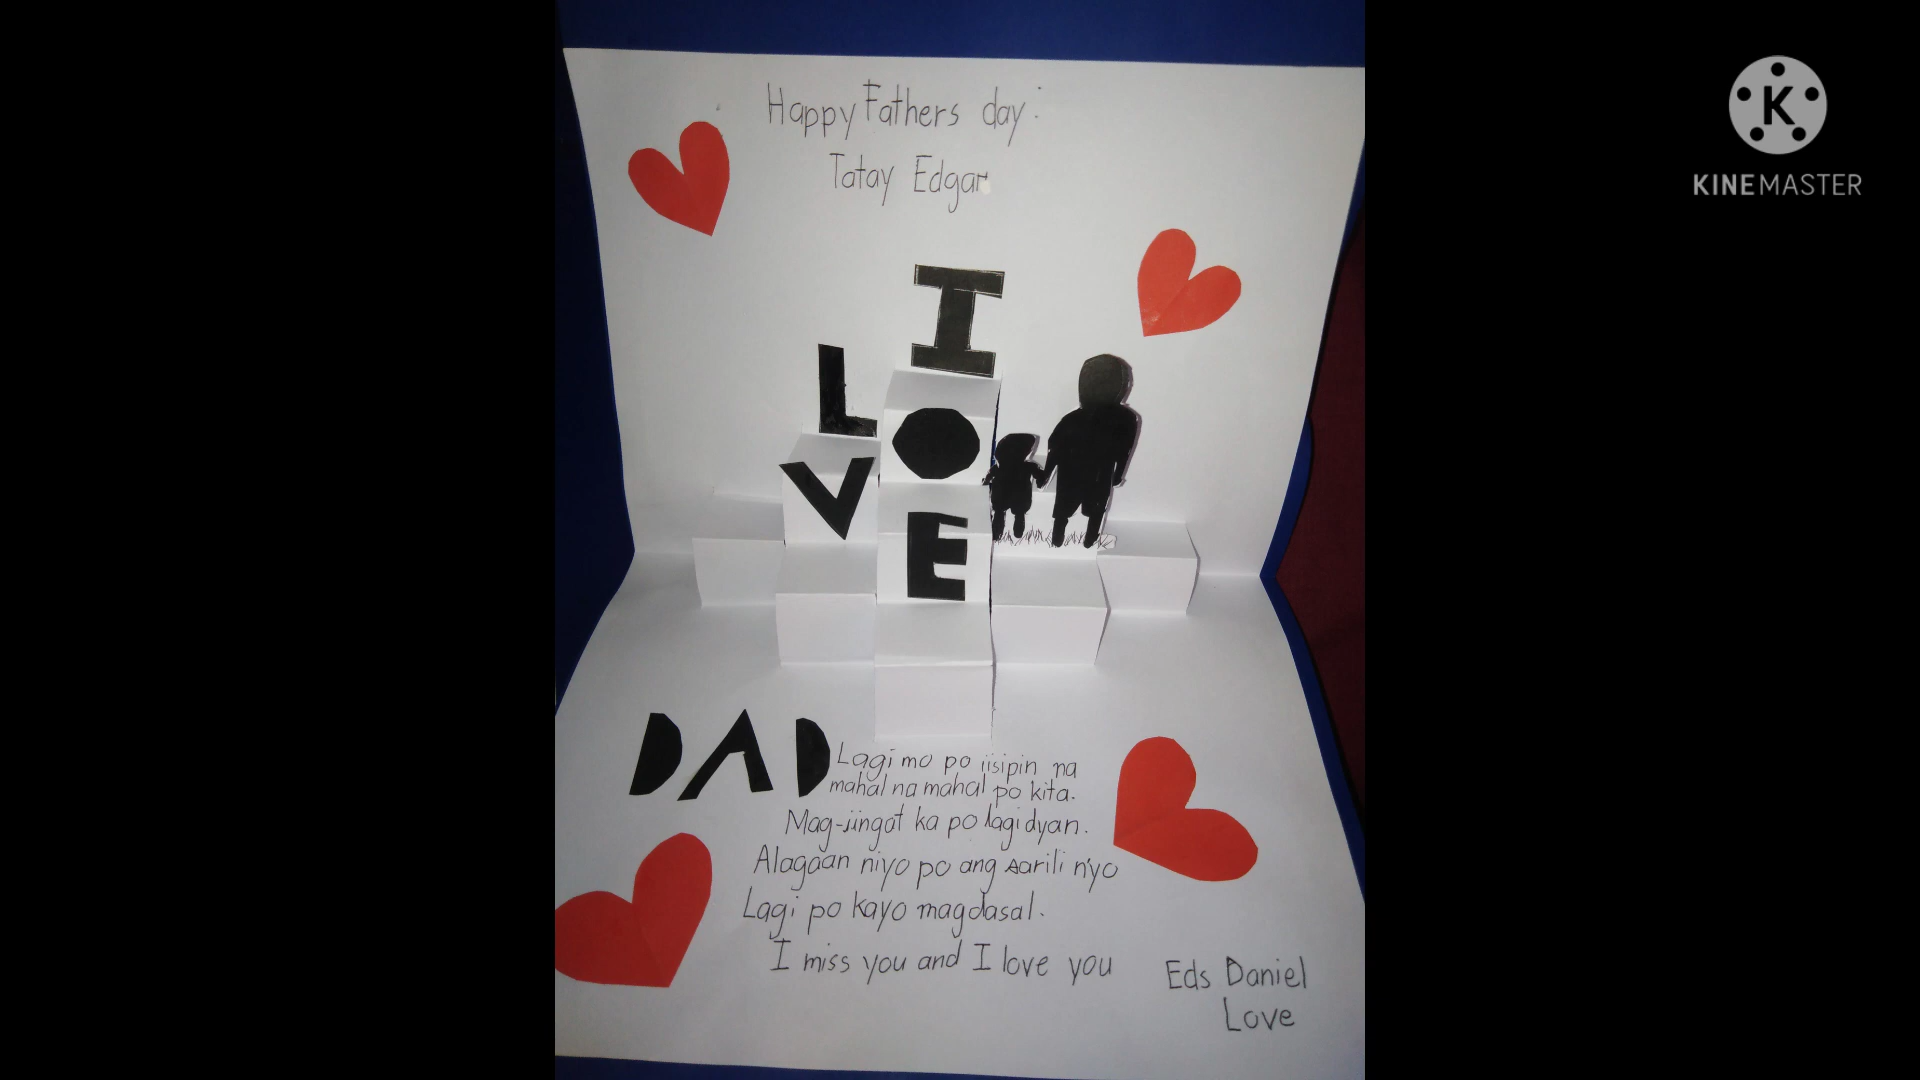 Happy Fathers day:
Tatay Edgar
I
L
O
V
E
DAD
Lagi mo po iisipin na
mahal na mahal po kita.
Mag-iingat ka po lagi dyan.
Alagaan niyo po ang sarili n'yo
Lagi po kayo magdasal.
I miss you and I love you
Eds Daniel
Love
K
KINEMASTER